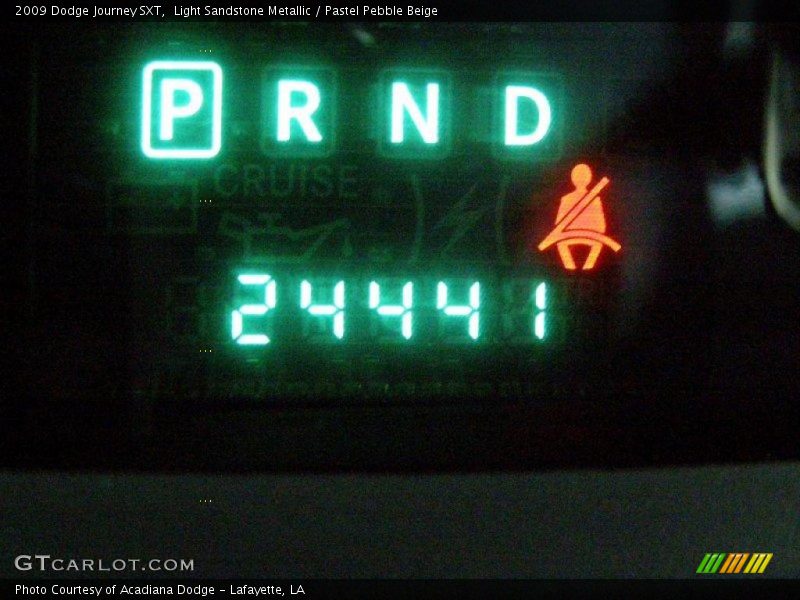 2009 Dodge Journey SXT,  Light Sandstone Metallic / Pastel Pebble Beige
P R N D
CRUISE
24441
GTCARLOT.COM
Photo Courtesy of Acadiana Dodge - Lafayette, LA